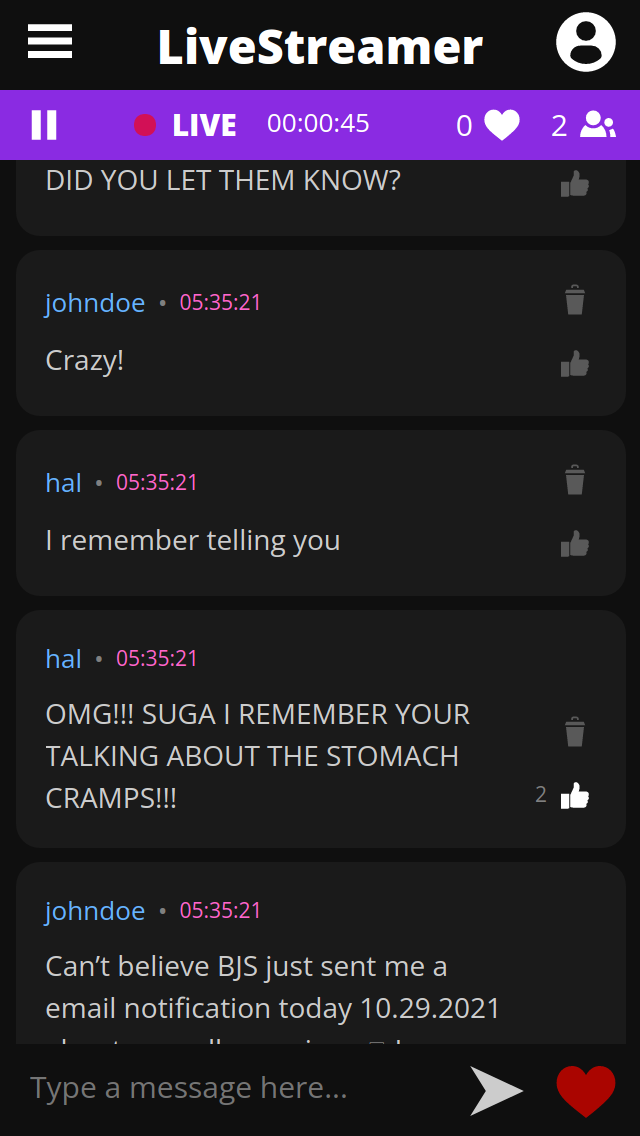 LiveStreamer
LIVE 00:00:45 0 2
DID YOU LET THEM KNOW?
johndoe • 05:35:21
Crazy!
hal • 05:35:21
I remember telling you
hal • 05:35:21
OMG!!! SUGA I REMEMBER YOUR
TALKING ABOUT THE STOMACH
CRAMPS!!!
2
johndoe • 05:35:21
Can’t believe BJS just sent me a
email notification today 10.29.2021
Type a message here...